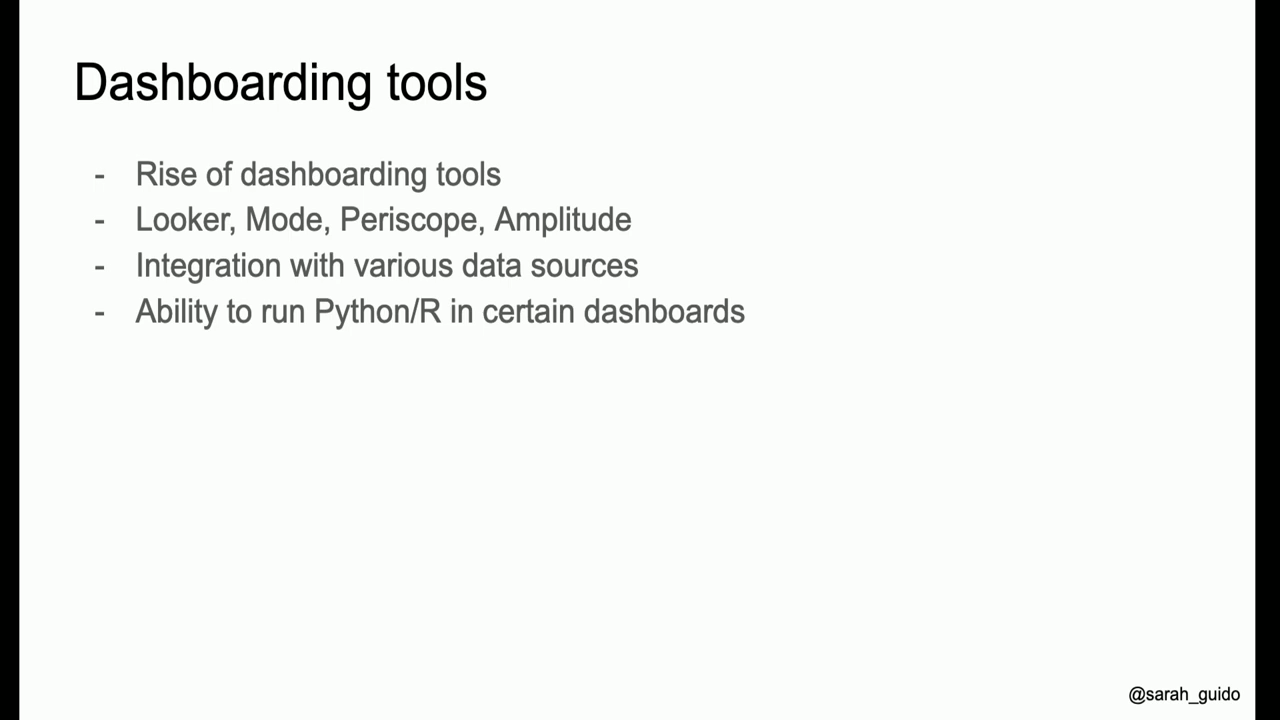 Dashboarding tools
- Rise of dashboarding tools
- Looker, Mode, Periscope, Amplitude
- Integration with various data sources
- Ability to run Python/R in certain dashboards
@sarah_guido